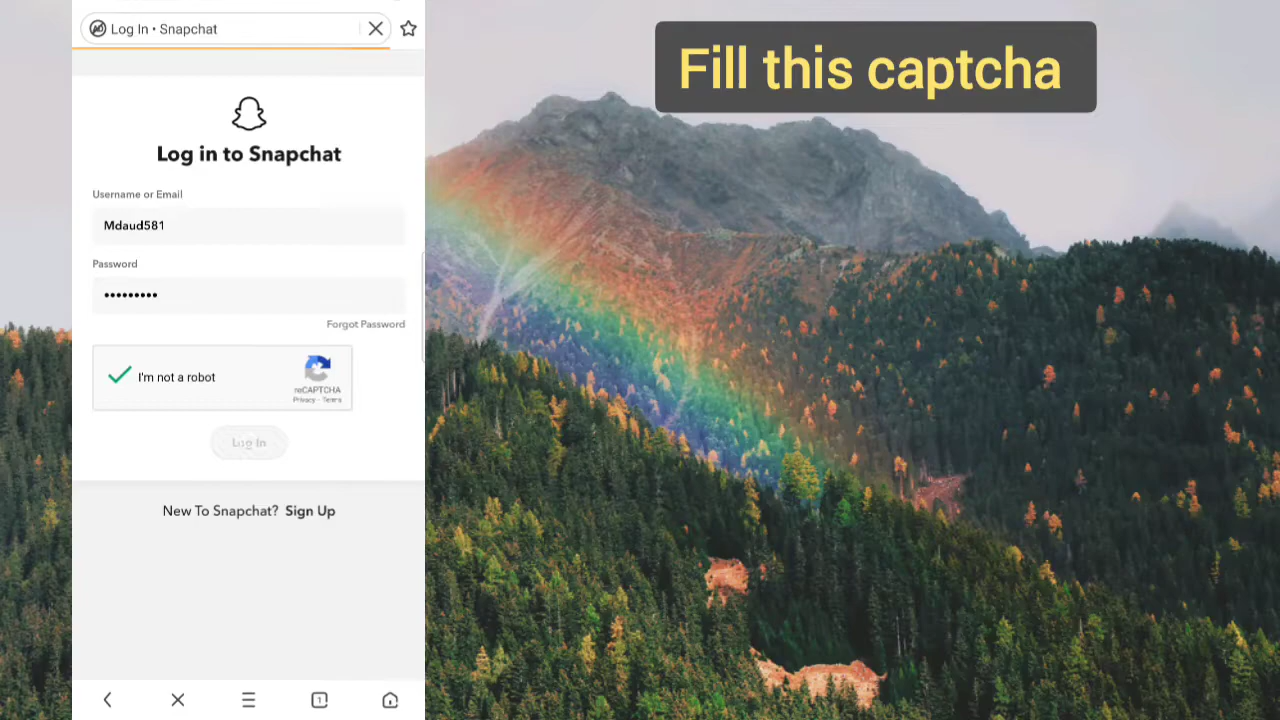 Log In • Snapchat
Fill this captcha
Log in to Snapchat
Username or Email
Mdaud581
Password
•••••••••
Forgot Password
I'm not a robot
reCAPTCHA
Privacy - Terms
Log In
New To Snapchat? Sign Up
1